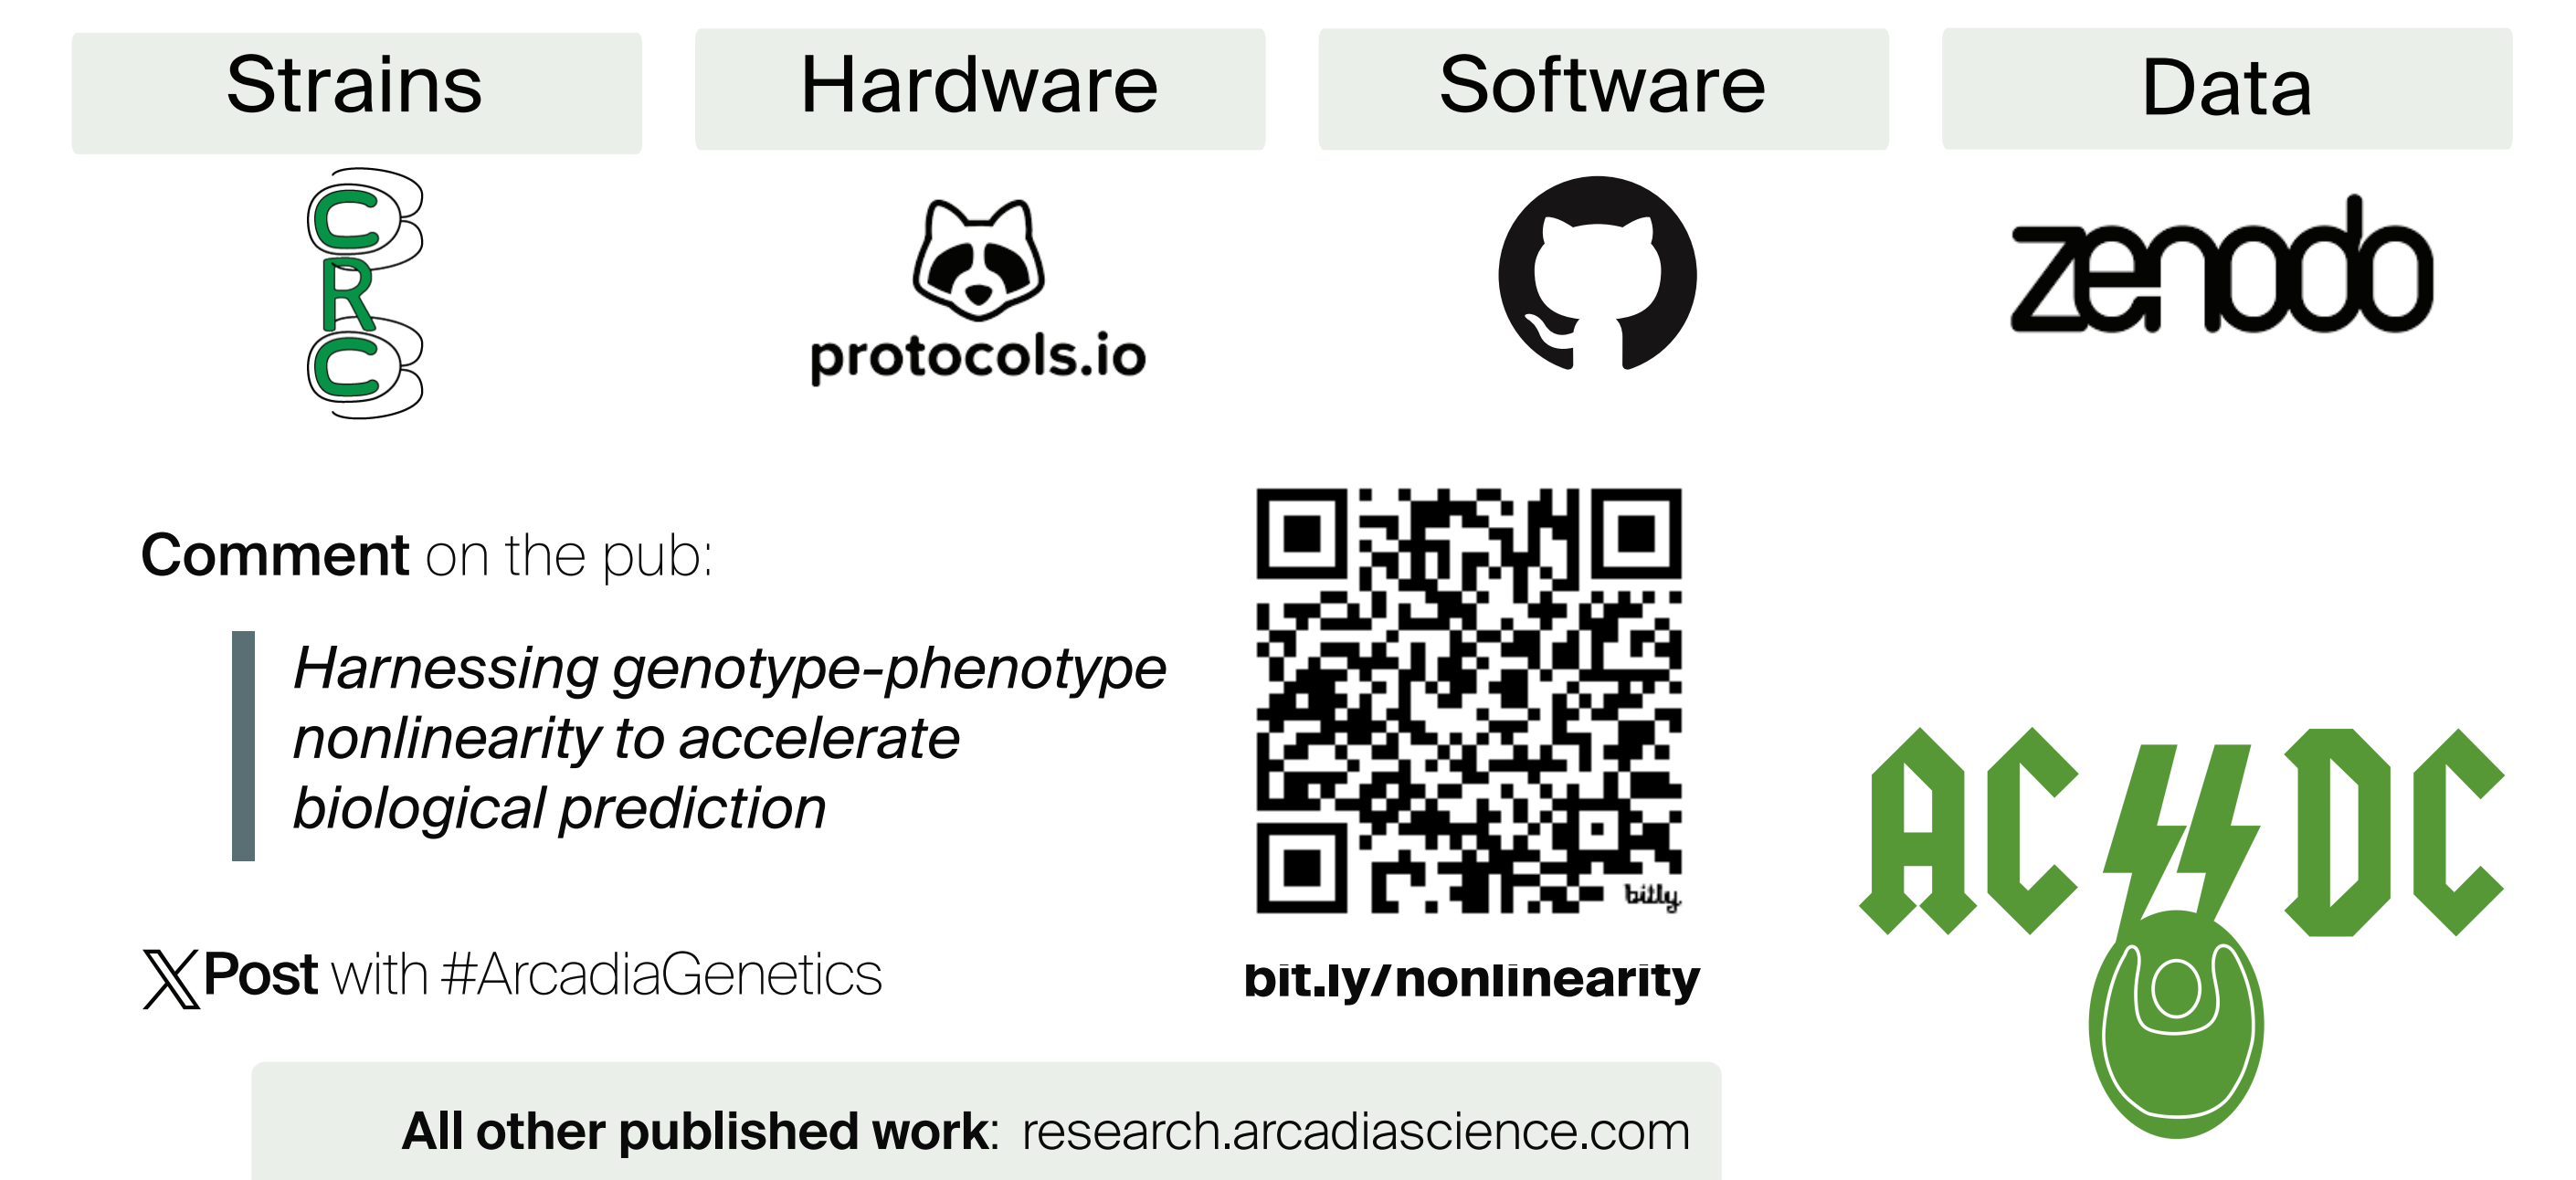 Strains
Hardware
Software
Data
CRC
protocols.io
zenodo
Comment on the pub:
Harnessing genotype-phenotype
nonlinearity to accelerate
biological prediction
bitly
XPost with #ArcadiaGenetics
bit.ly/nonlinearity
AC DC
All other published work: research.arcadiascience.com